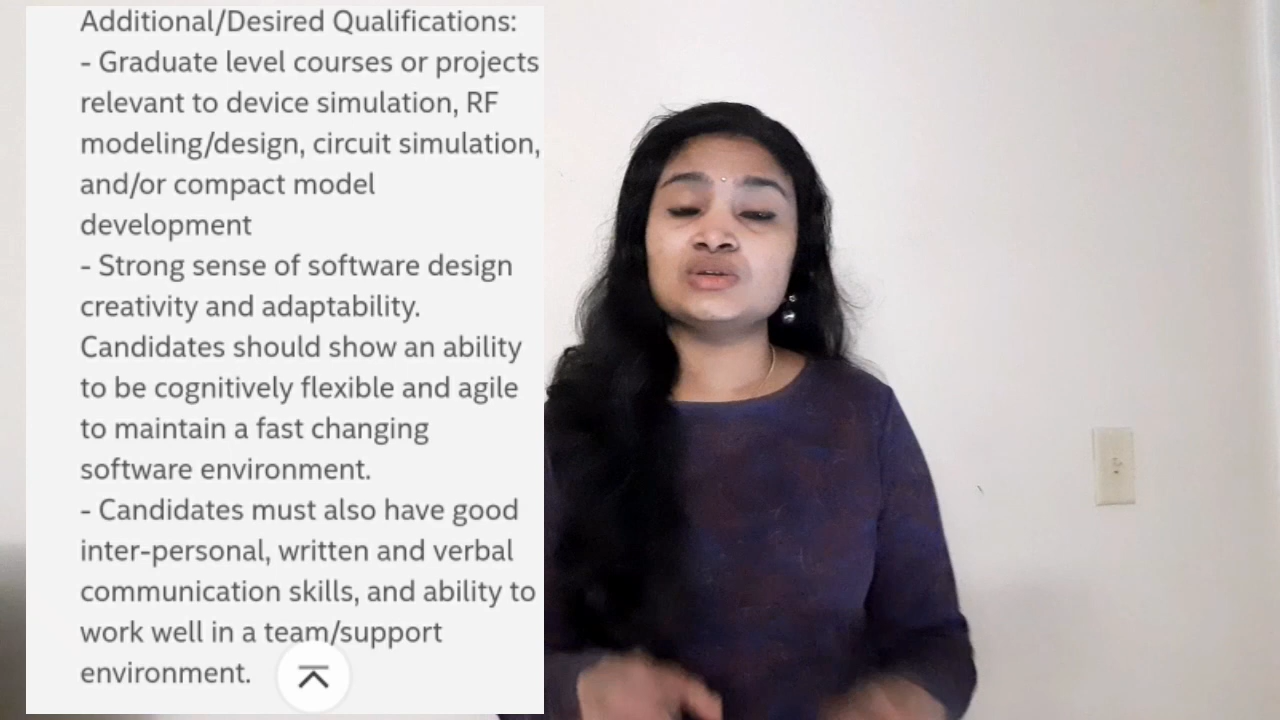 Additional/Desired Qualifications:
- Graduate level courses or projects
relevant to device simulation, RF
modeling/design, circuit simulation,
and/or compact model
development
- Strong sense of software design
creativity and adaptability.
Candidates should show an ability
to be cognitively flexible and agile
to maintain a fast changing
software environment.
- Candidates must also have good
inter-personal, written and verbal
communication skills, and ability to
work well in a team/support
environment.